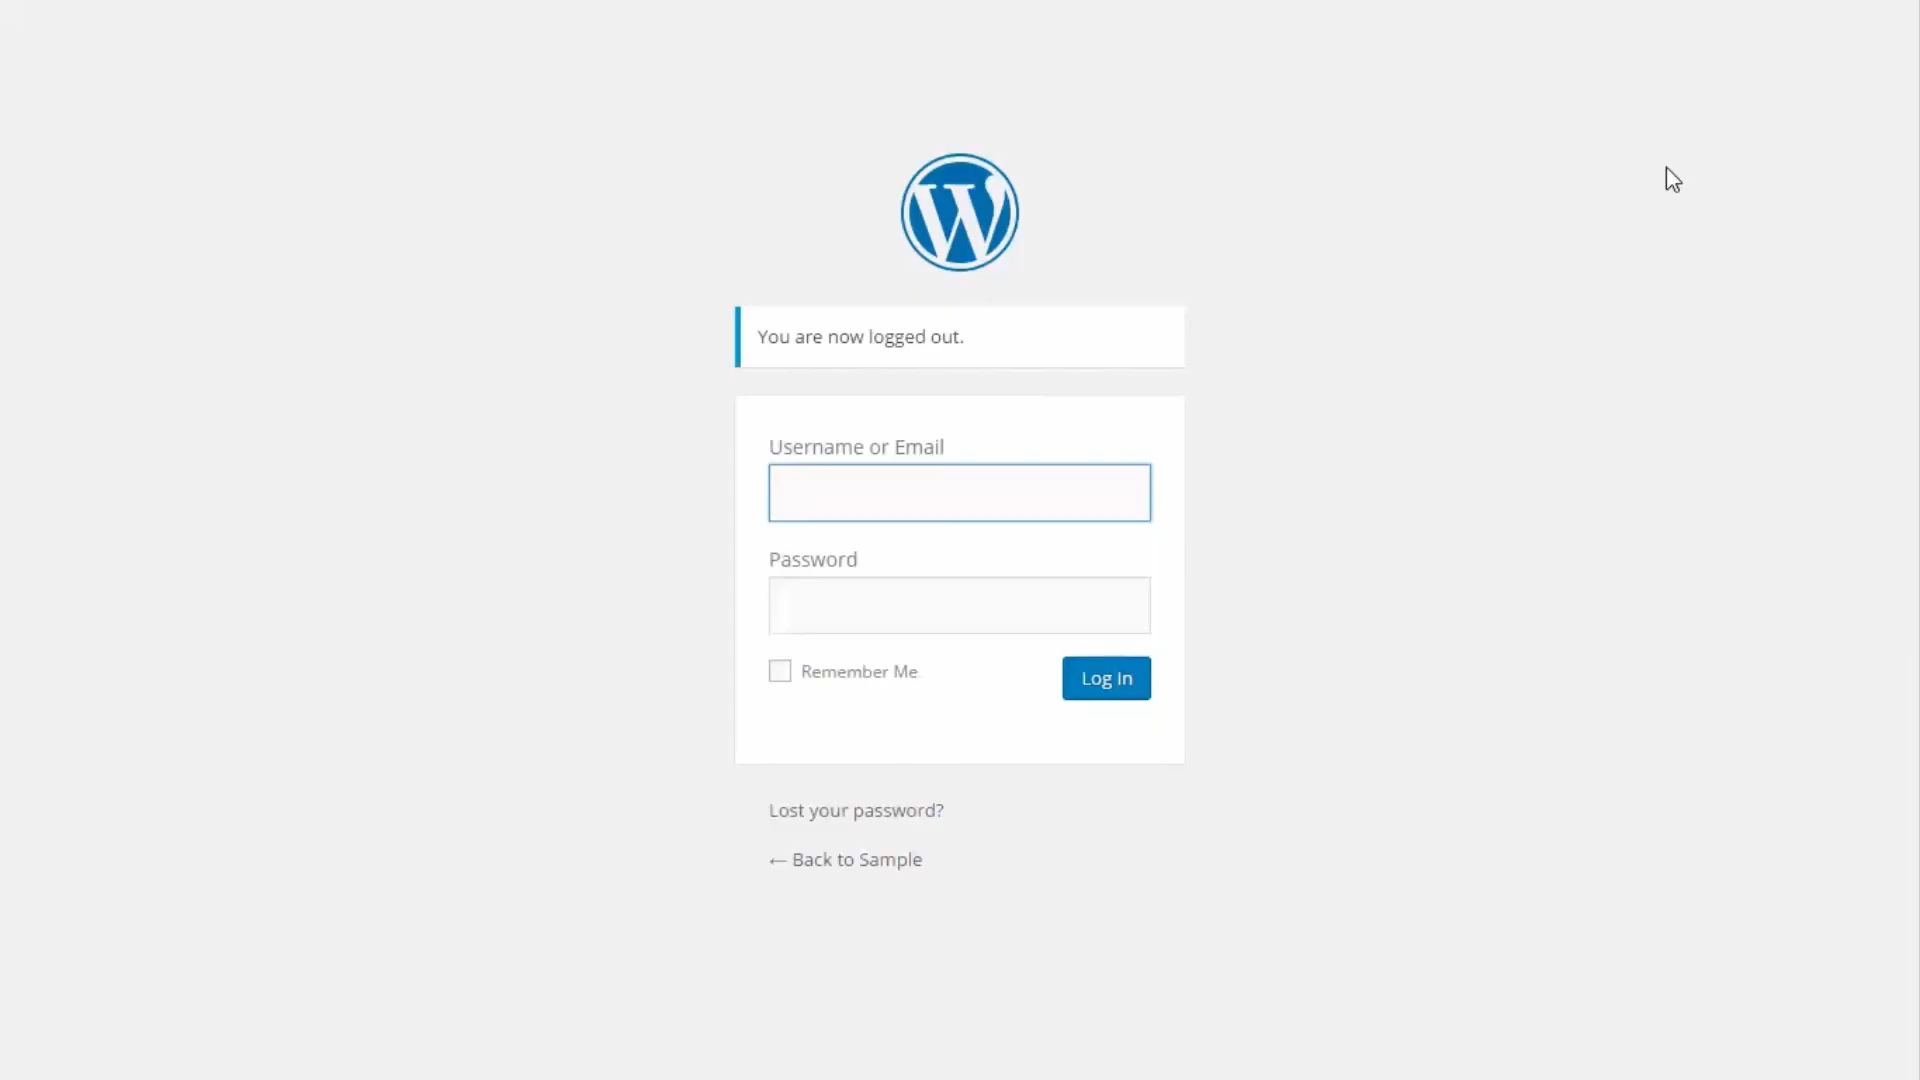 You are now logged out.
Username or Email
Password
Remember Me
Log In
Lost your password?
← Back to Sample